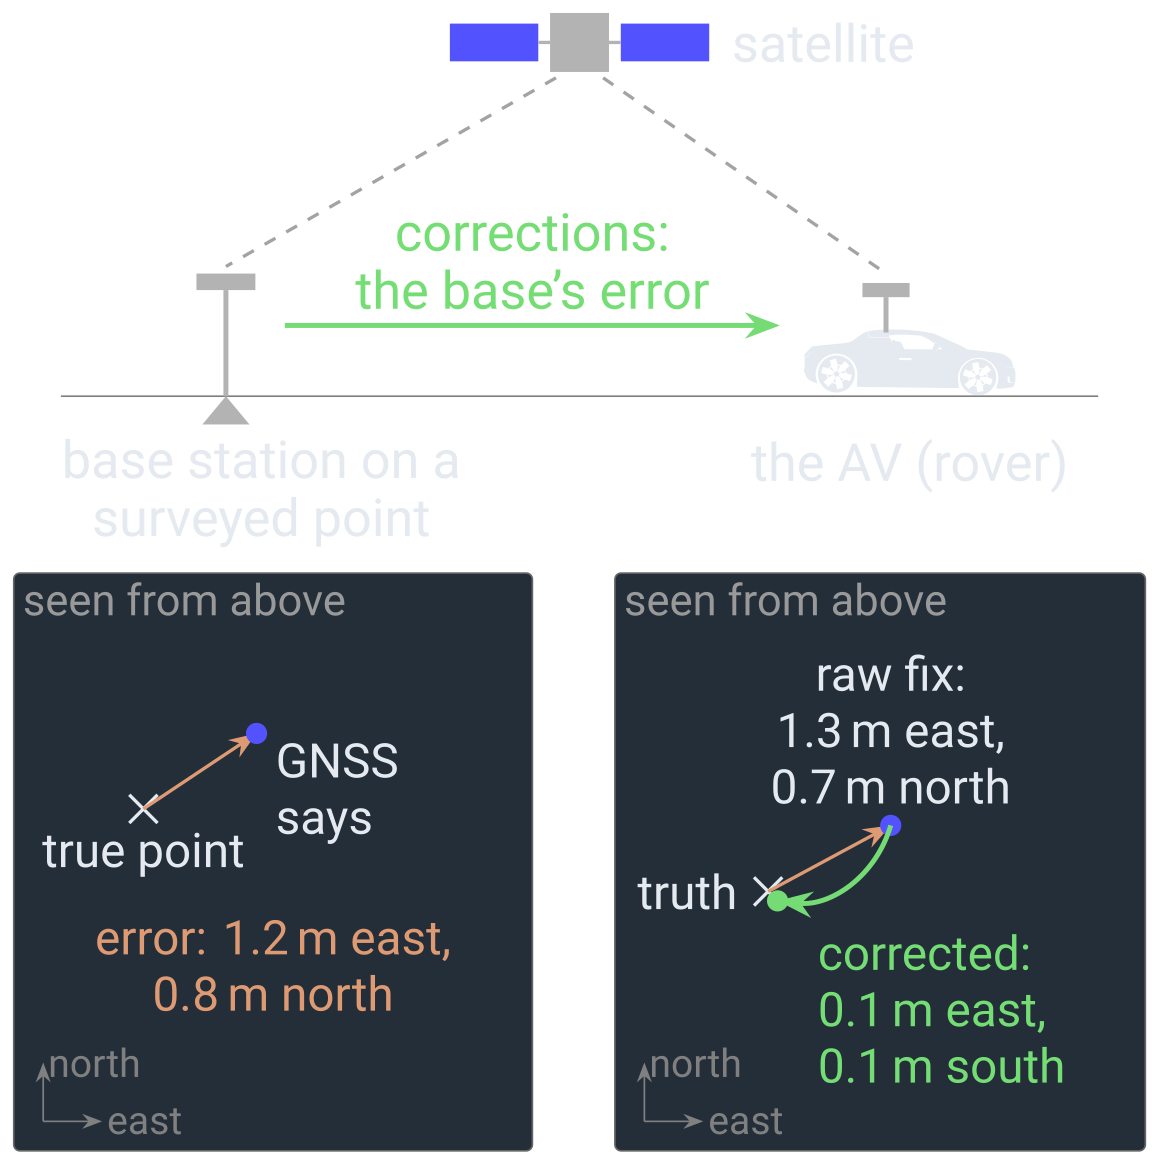 satellite
corrections:
the base’s error
base station on a
surveyed point
the AV (rover)
seen from above
GNSS
says
true point
error: 1.2 m east,
0.8 m north
north
east
seen from above
raw fix:
1.3 m east,
0.7 m north
truth
corrected:
0.1 m east,
0.1 m south
north
east